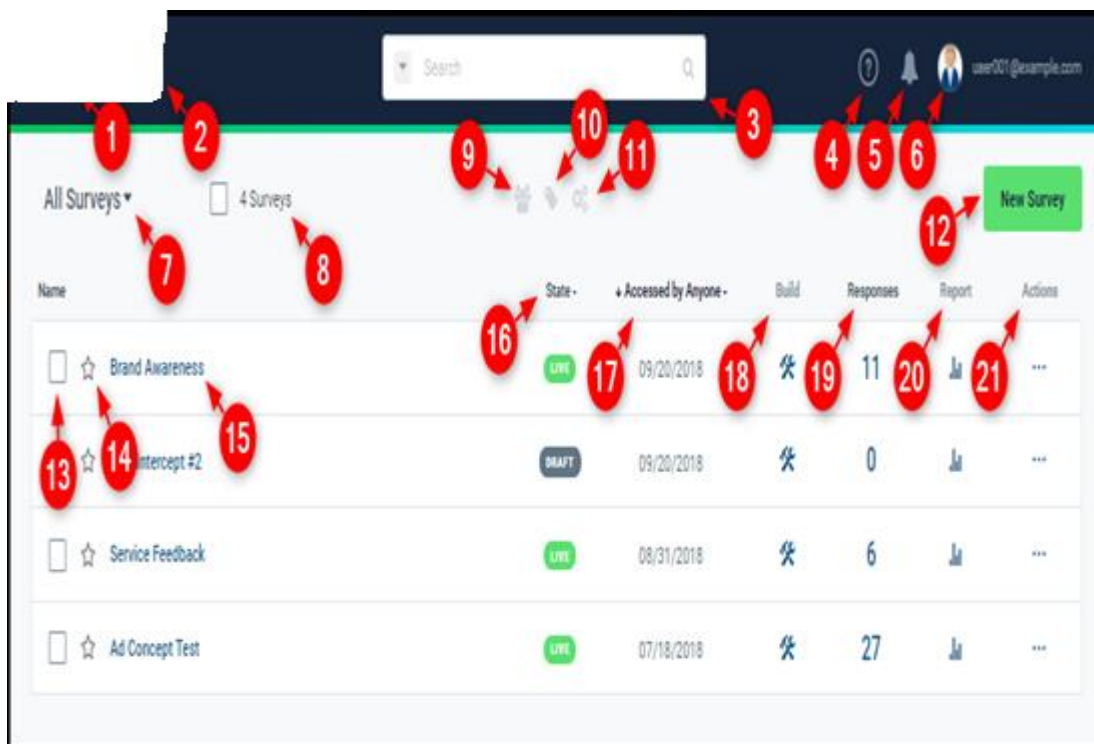 Search
user001@example.com
1 2 3 4 5 6
9 10 11
All Surveys
4 Surveys
New Survey
7 8 12
Name State Accessed by Anyone Build Responses Report Actions
16 17 18 19 20 21
Brand Awareness LIVE 09/20/2018 11 ...
13 14 15
Intercept #2 DRAFT 09/20/2018 0 ...
Service Feedback LIVE 08/31/2018 6 ...
Ad Concept Test LIVE 07/18/2018 27 ...